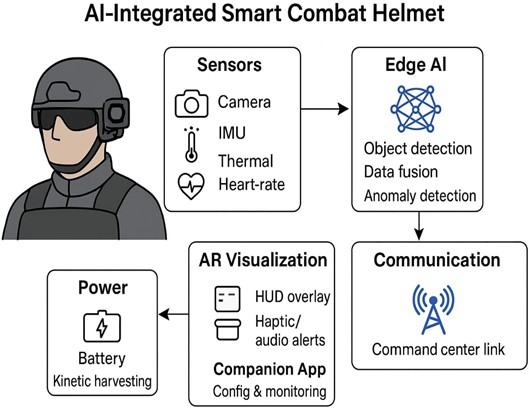 AI-Integrated Smart Combat Helmet
Sensors
Camera
IMU
Thermal
Heart-rate
Edge AI
Object detection
Data fusion
Anomaly detection
Power
Battery
Kinetic harvesting
AR Visualization
HUD overlay
Haptic/
audio alerts
Companion App
Config & monitoring
Communication
Command center link